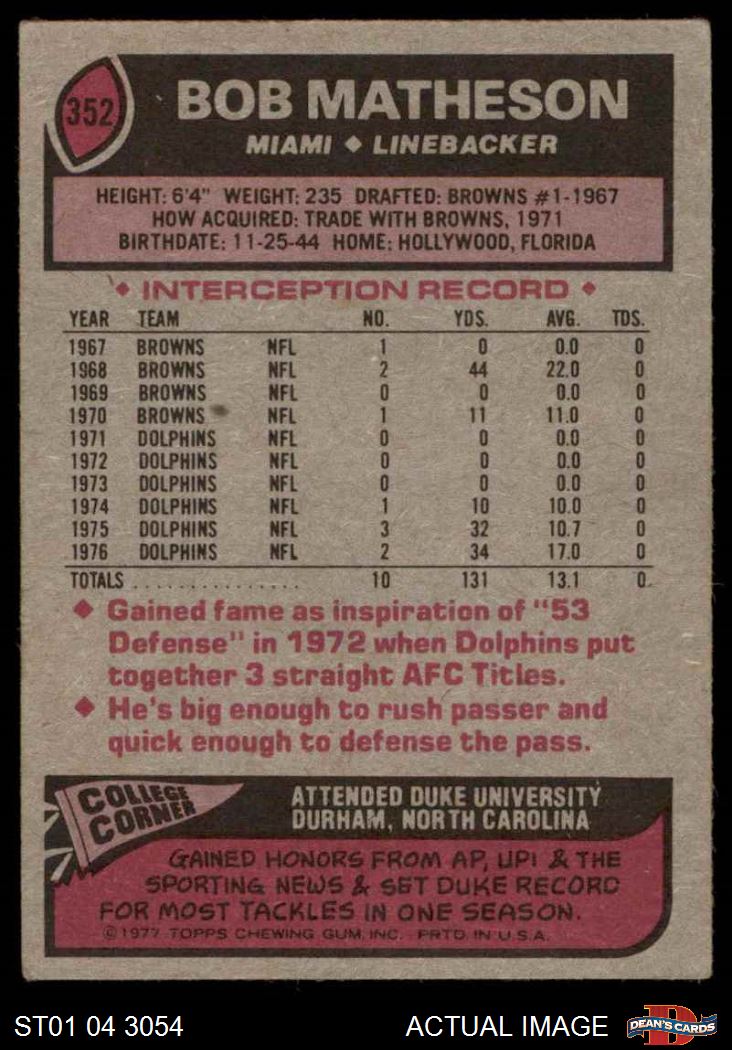 352
BOB MATHESON
MIAMI ♦ LINEBACKER
HEIGHT: 6'4" WEIGHT: 235 DRAFTED: BROWNS #1-1967
HOW ACQUIRED: TRADE WITH BROWNS, 1971
BIRTHDATE: 11-25-44 HOME: HOLLYWOOD, FLORIDA
♦ INTERCEPTION RECORD ♦
YEAR TEAM NO. YDS. AVG. TDS.
1967 BROWNS NFL 1 0 0.0 0
1968 BROWNS NFL 2 44 22.0 0
1969 BROWNS NFL 0 0 0.0 0
1970 BROWNS NFL 1 11 11.0 0
1971 DOLPHINS NFL 0 0 0.0 0
1972 DOLPHINS NFL 0 0 0.0 0
1973 DOLPHINS NFL 0 0 0.0 0
1974 DOLPHINS NFL 1 10 10.0 0
1975 DOLPHINS NFL 3 32 10.7 0
1976 DOLPHINS NFL 2 34 17.0 0
TOTALS ................ 10 131 13.1 0
♦ Gained fame as inspiration of "53
Defense" in 1972 when Dolphins put
together 3 straight AFC Titles.
♦ He's big enough to rush passer and
quick enough to defense the pass.
COLLEGE
CORNER
ATTENDED DUKE UNIVERSITY
DURHAM, NORTH CAROLINA
GAINED HONORS FROM AP, UPI & THE
SPORTING NEWS & SET DUKE RECORD
FOR MOST TACKLES IN ONE SEASON.
© 1977 TOPPS CHEWING GUM, INC. PRTD. IN U.S.A.
ST01 04 3054
ACTUAL IMAGE
D
DEAN'S CARDS